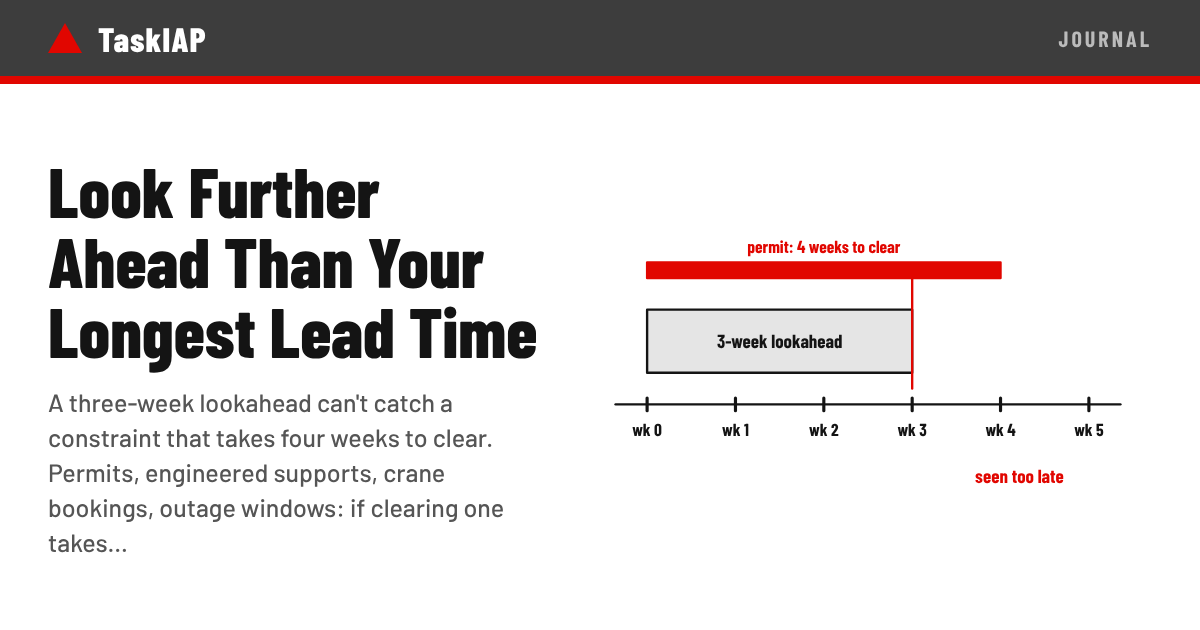 TaskIAP
JOURNAL
Look Further
Ahead Than Your
Longest Lead Time
A three-week lookahead can't catch a
constraint that takes four weeks to clear.
Permits, engineered supports, crane
bookings, outage windows: if clearing one
takes...
permit: 4 weeks to clear
3-week lookahead
wk 0 wk 1 wk 2 wk 3 wk 4 wk 5
seen too late